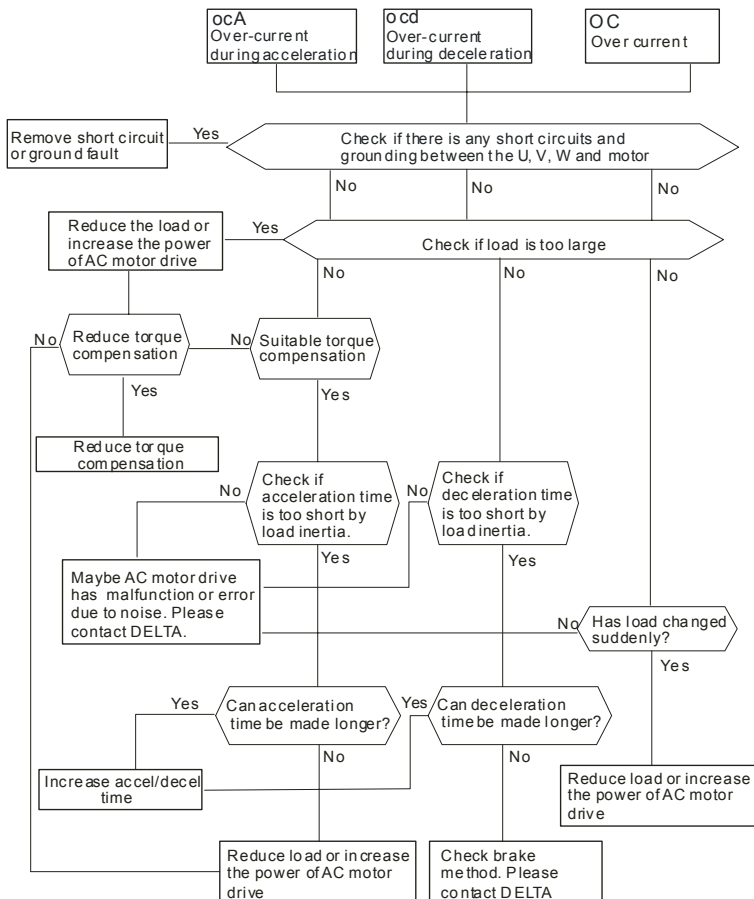 ocA
Over-current
during acceleration
ocd
Over-current
during deceleration
OC
Over current
Remove short circuit
or ground fault
Yes
Check if there is any short circuits and
grounding between the U, V, W and motor
No
No
No
Reduce the load or
increase the power
of AC motor drive
Yes
Check if load is too large
No
No
No
No
Reduce torque
compensation
No
Suitable torque
compensation
Yes
Yes
Reduce torque
compensation
No
Check if
acceleration time
is too short by
load inertia.
No
Check if
deceleration time
is too short by
load inertia.
Yes
Yes
Maybe AC motor drive
has malfunction or error
due to noise. Please
contact DELTA.
No
Has load changed
suddenly?
Yes
Yes
Can acceleration
time be made longer?
Yes
Can deceleration
time be made longer?
No
No
Increase accel/decel
time
Reduce load or increase
the power of AC motor
drive
Reduce load or increase
the power of AC motor
drive
Check brake
method. Please
contact DELTA